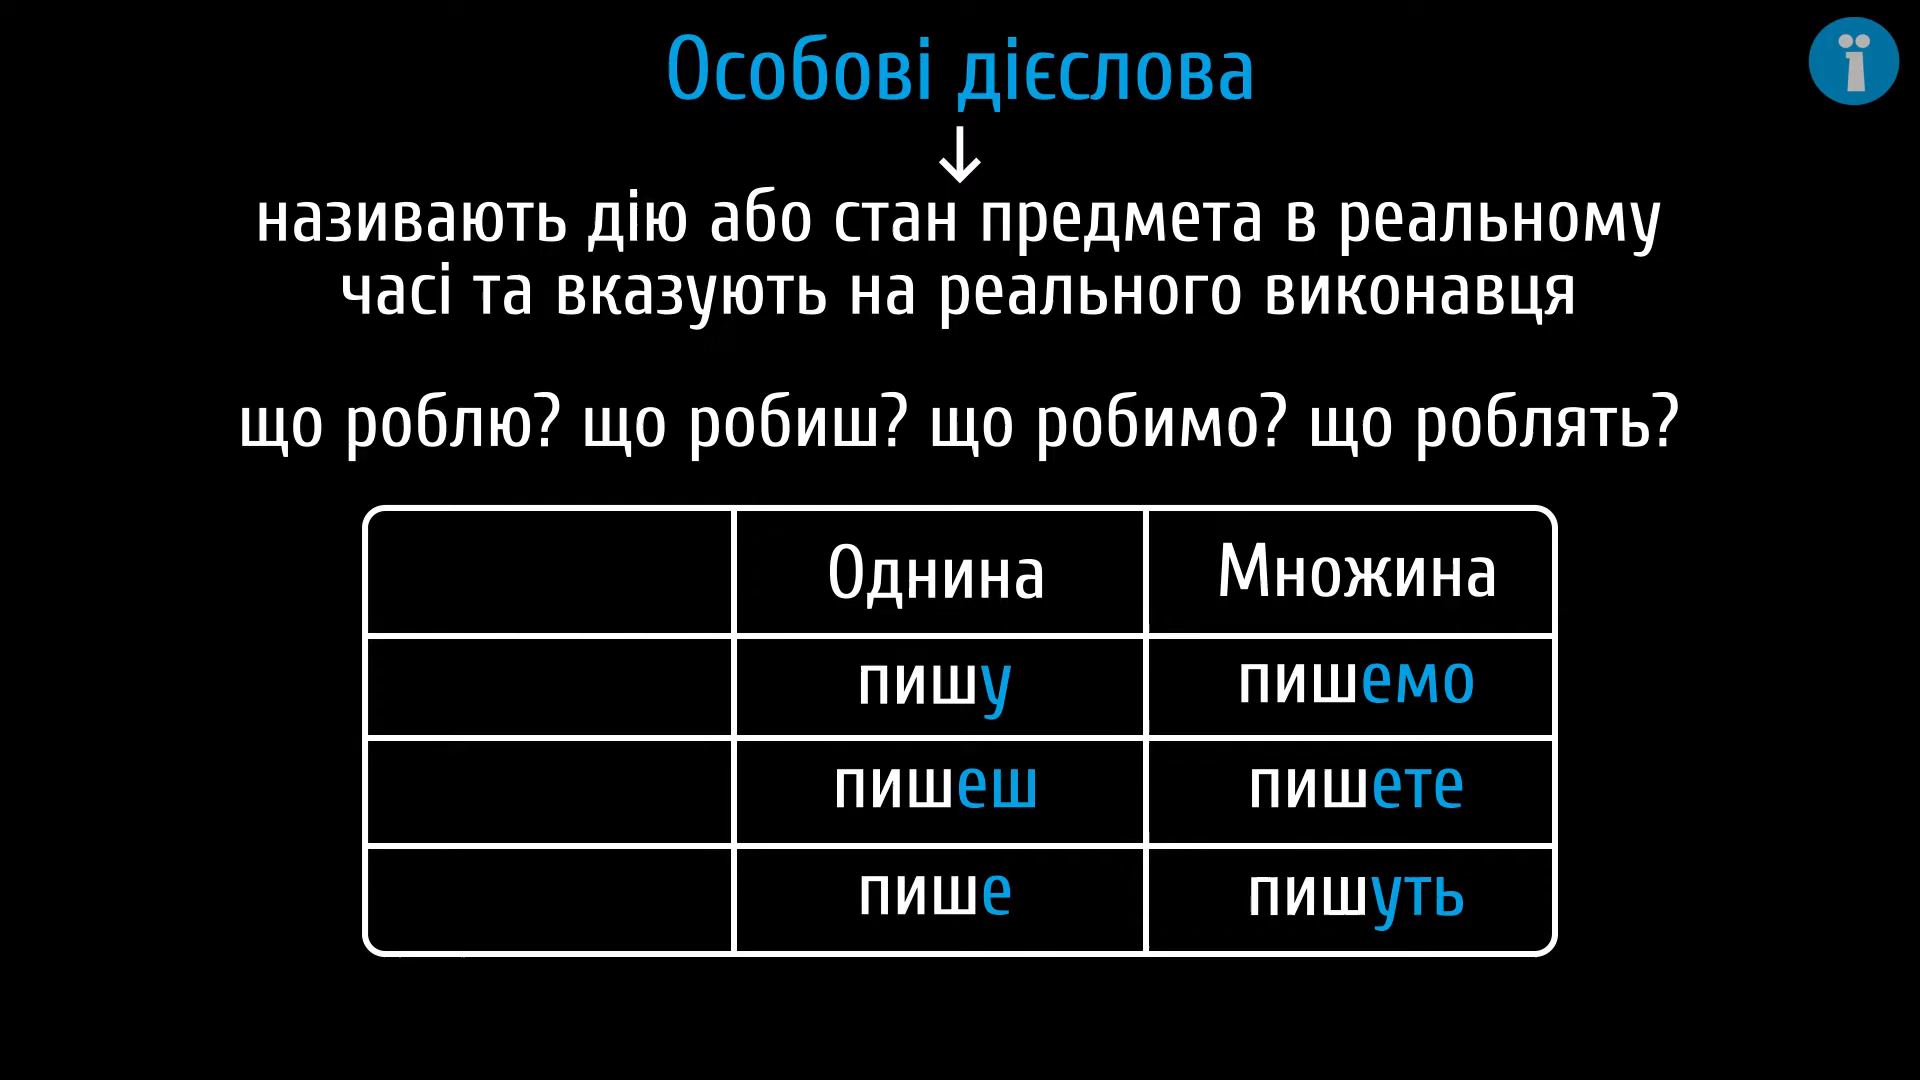 Особові дієслова
називають дію або стан предмета в реальному
часі та вказують на реального виконавця
що роблю? що робиш? що робимо? що роблять?
Однина Множина
пишу пишемо
пишеш пишете
пише пишуть